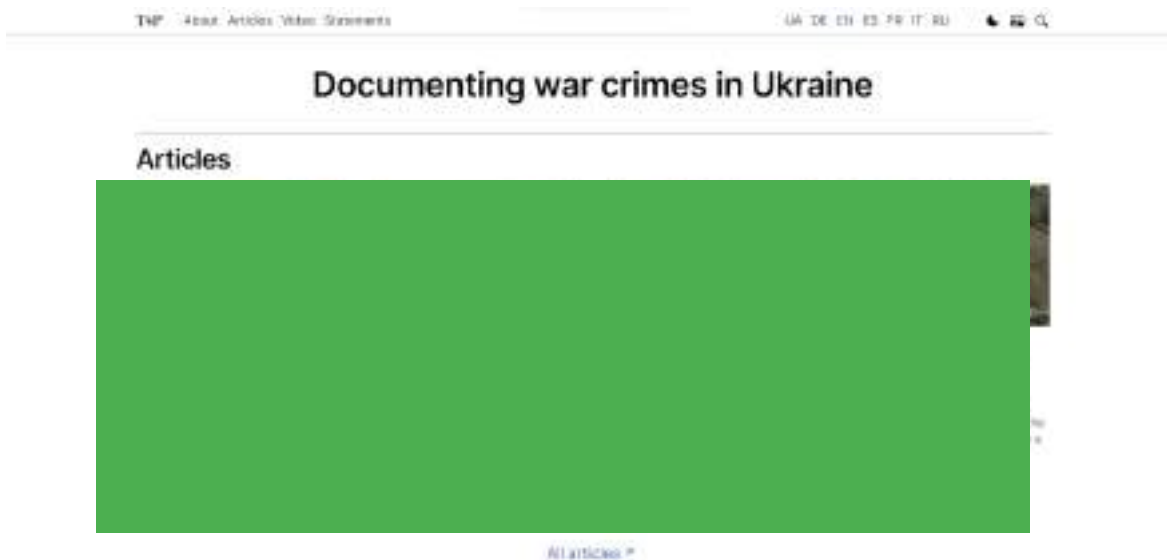 About Articles Video Statements
UA DE EN ES FR IT RU
Documenting war crimes in Ukraine
Articles
All articles